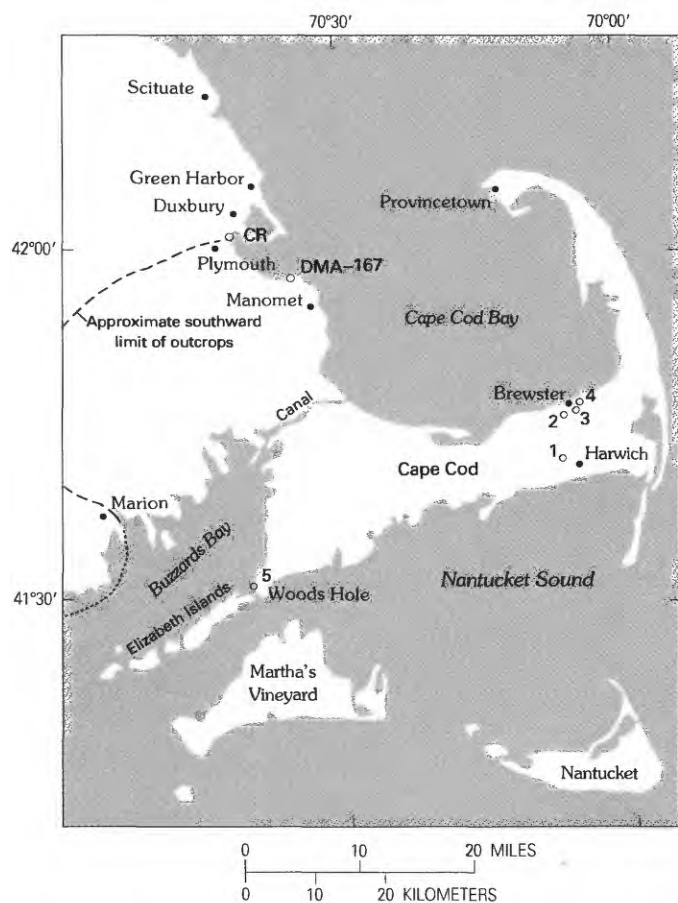 70°30′
70°00′
Scituate
Green Harbor
Duxbury
Provincetown
CR
42°00′
Plymouth
DMA–167
Manomet
Approximate southward
limit of outcrops
Cape Cod Bay
Canal
Brewster
4
2
3
1
Harwich
Cape Cod
Marion
Buzzards Bay
5
Woods Hole
Nantucket Sound
41°30′
Elizabeth Islands
Martha's
Vineyard
Nantucket
0 10 20 MILES
0 10 20 KILOMETERS